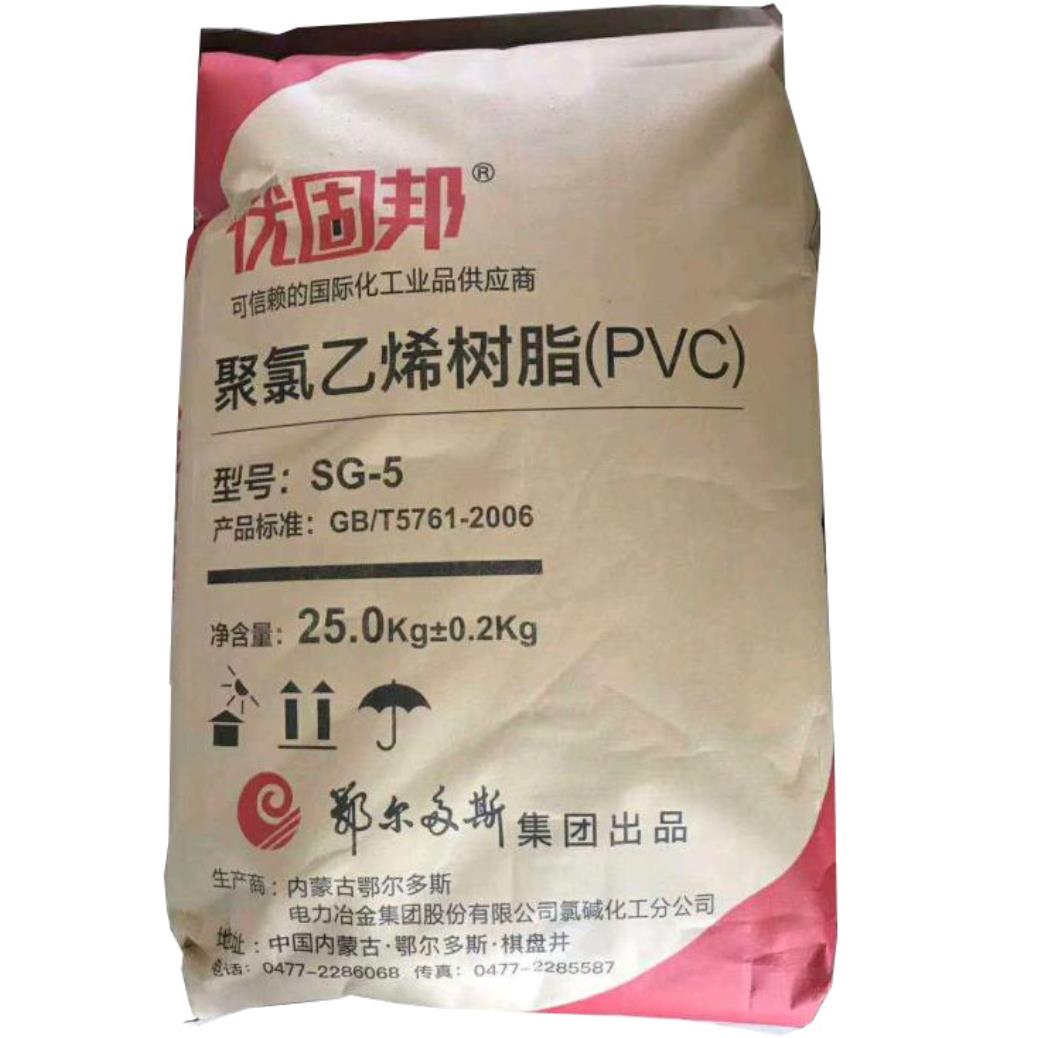 优固邦®
可信赖的国际化工业品供应商
聚氯乙烯树脂(PVC)
型号：SG-5
产品标准：GB/T5761-2006
净含量：25.0Kg±0.2Kg
鄂尔多斯集团出品
生产商：内蒙古鄂尔多斯
电力冶金集团股份有限公司氯碱化工分公司
地址：中国内蒙古·鄂尔多斯·棋盘井
电话：0477-2286068 传真：0477-2285587